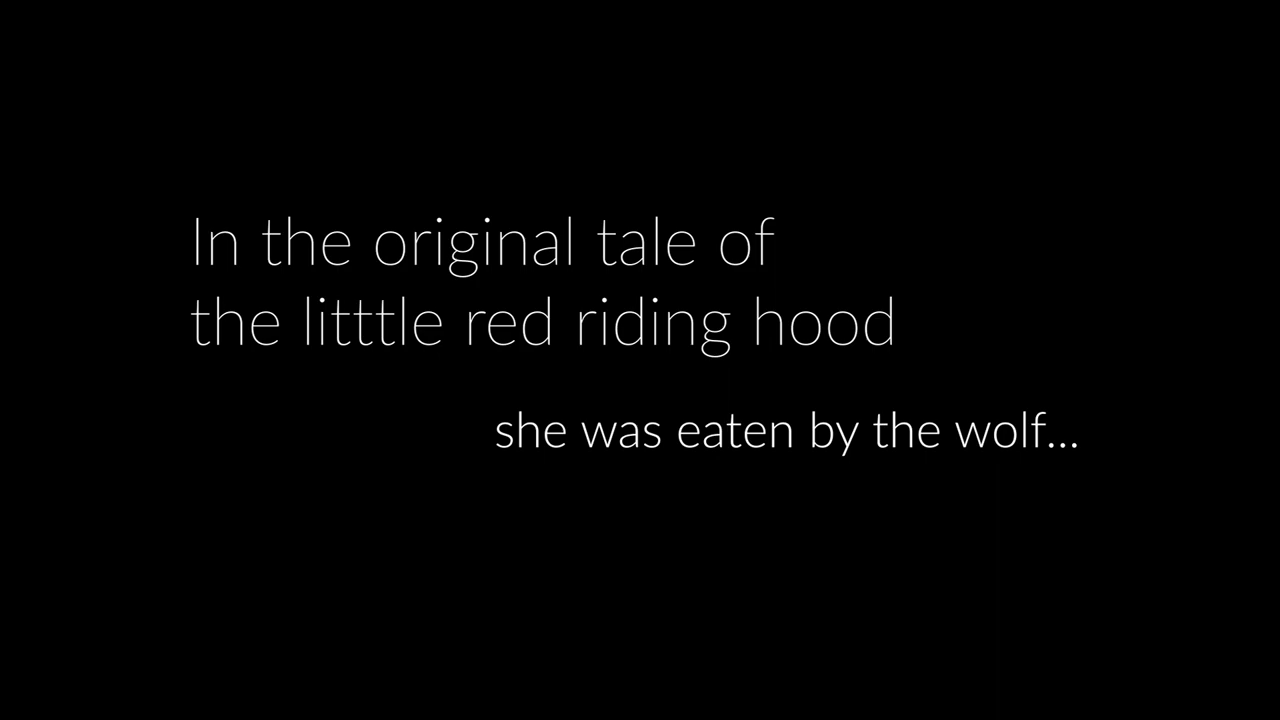 In the original tale of
the litttle red riding hood
she was eaten by the wolf...